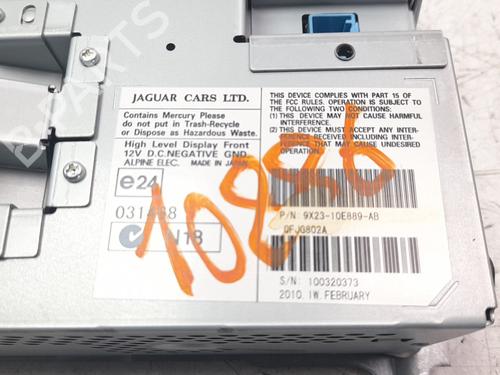 JAGUAR CARS LTD.
Contains Mercury Please
do not put in Trash-Recycle
or Dispose as Hazardous Waste.
High Level Display Front
12V D.C.NEGATIVE GND.
ALPINE ELEC. MADE IN JAPAN
e24
N18
THIS DEVICE COMPLIES WITH PART 15 OF
THE FCC RULES. OPERATION IS SUBJECT TO
THE FOLLOWING TWO CONDITIONS:
(1) THIS DEVICE MAY NOT CAUSE HARMFUL
INTERFERENCE.
(2) THIS DEVICE MUST ACCEPT ANY INTER-
FERENCE RECEIVED INCLUDING INTER-
FERENCE THAT MAY CAUSE UNDESIRED
OPERATION.
P/N 9X23-10E889-AB
S/N: 100320373
2010. 1W. FEBRUARY
10886